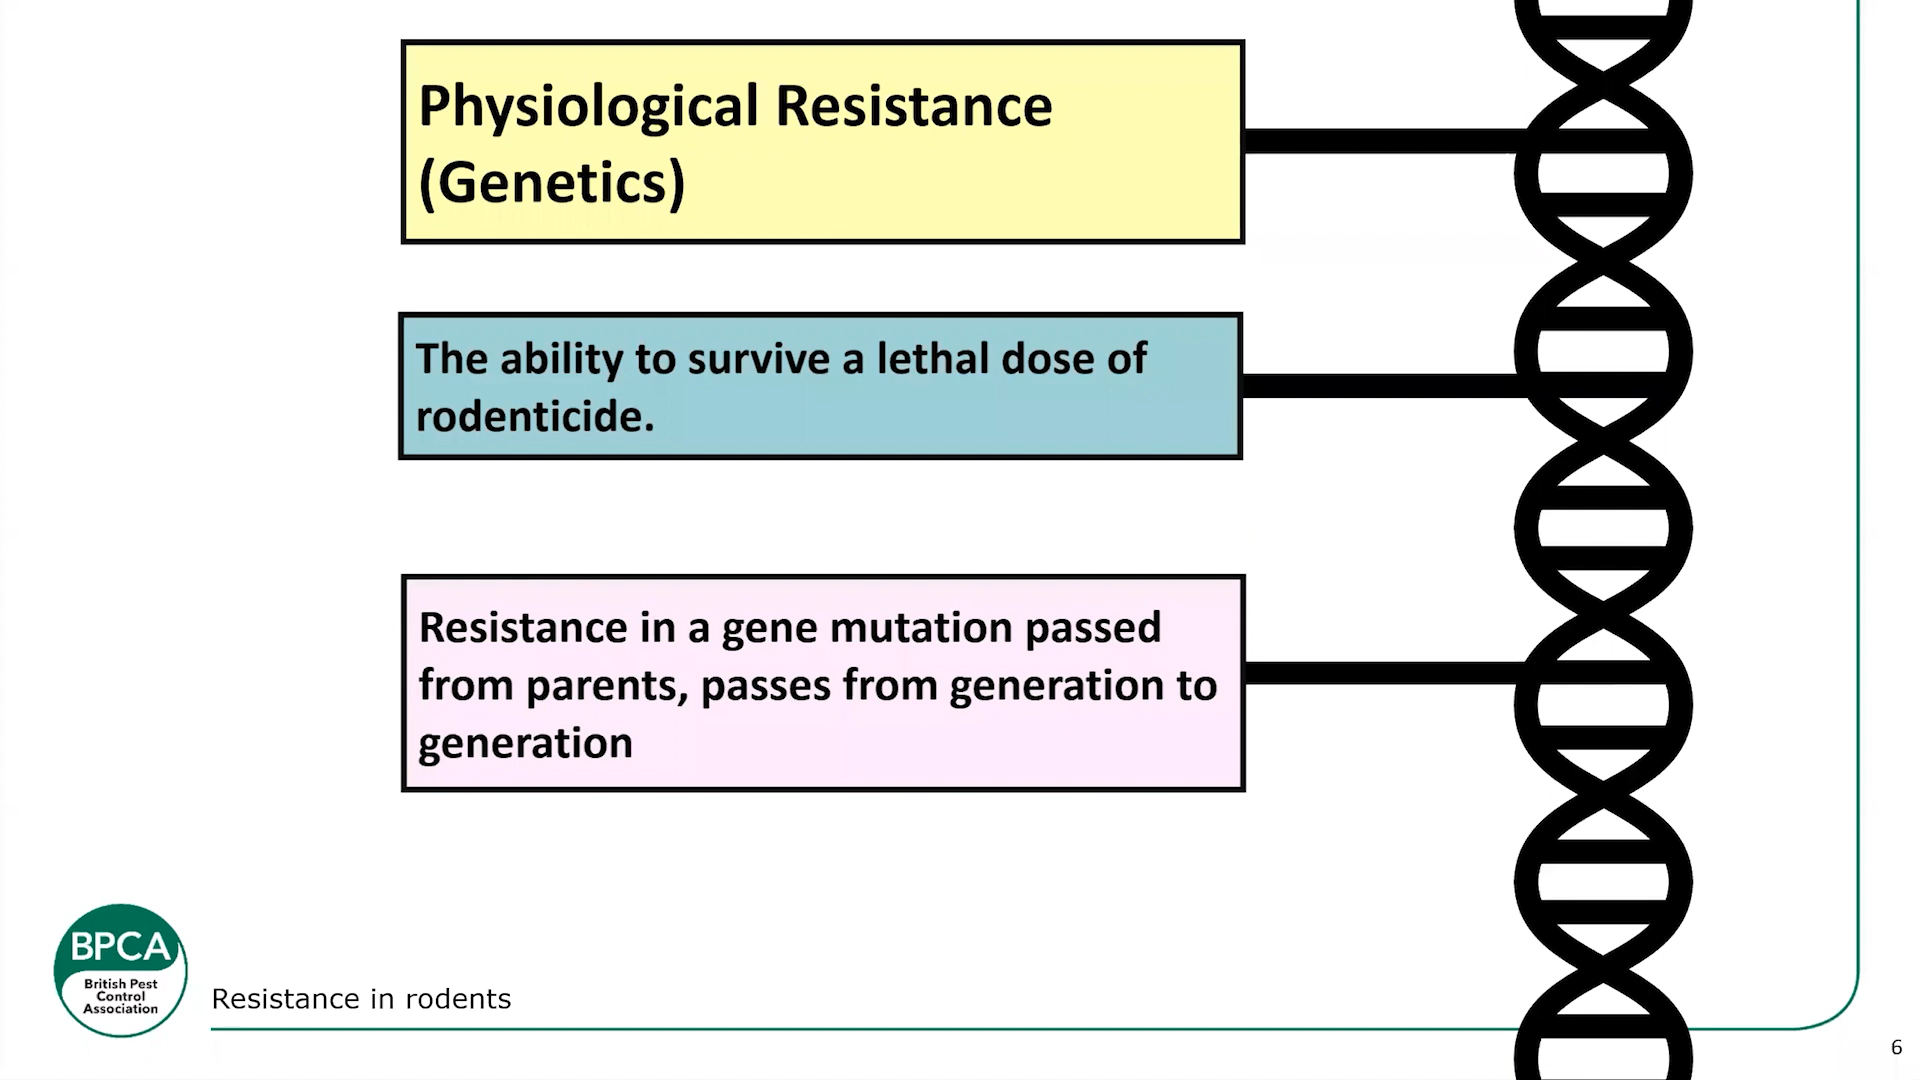 Physiological Resistance
(Genetics)
The ability to survive a lethal dose of
rodenticide.
Resistance in a gene mutation passed
from parents, passes from generation to
generation
BPCA
British Pest
Control
Association
Resistance in rodents
6